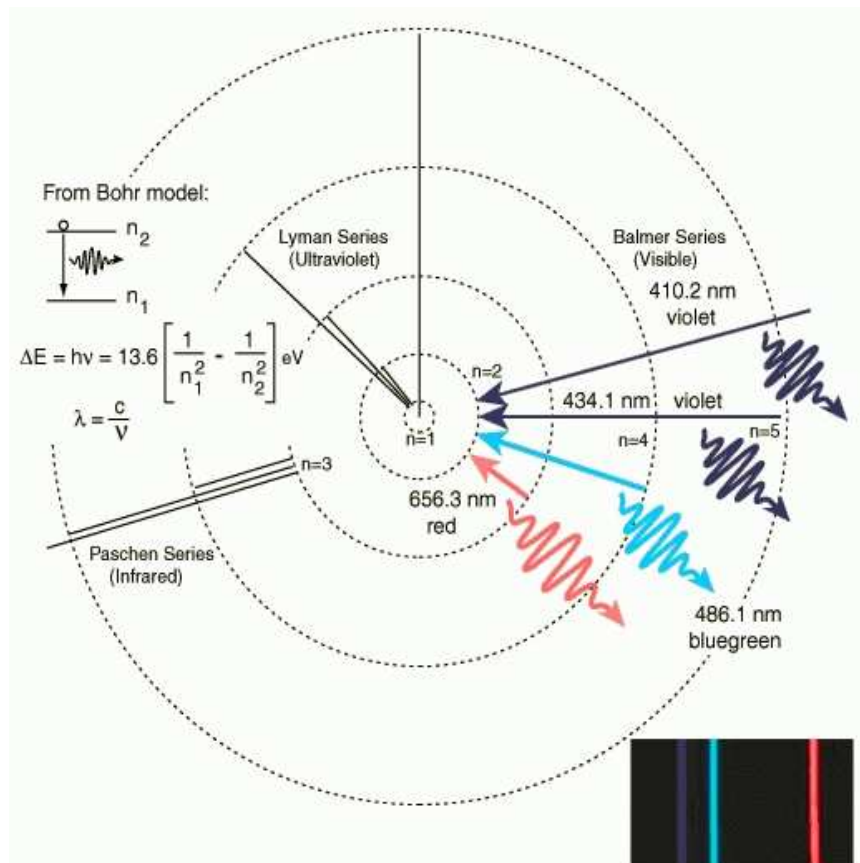 From Bohr model:
n₂
n₁
ΔE = hν = 13.6 [ 1/n₁² - 1/n₂² ] eV
λ = c/ν
Lyman Series
(Ultraviolet)
Balmer Series
(Visible)
410.2 nm
violet
n=2
434.1 nm violet
n=1
n=4
n=5
n=3
656.3 nm
red
Paschen Series
(Infrared)
486.1 nm
bluegreen